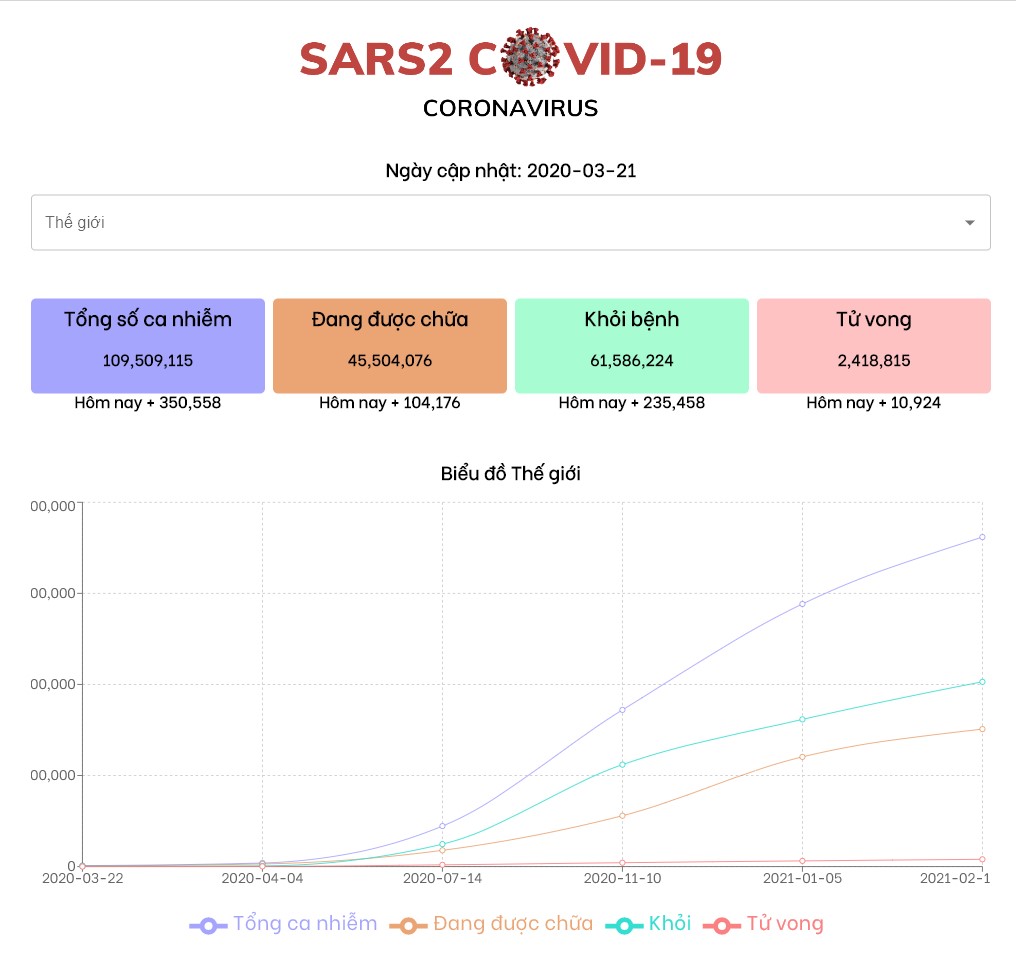 SARS2 COVID-19
CORONAVIRUS
Ngày cập nhật: 2020-03-21
Thế giới
Tổng số ca nhiễm
109,509,115
Hôm nay + 350,558
Đang được chữa
45,504,076
Hôm nay + 104,176
Khỏi bệnh
61,586,224
Hôm nay + 235,458
Tử vong
2,418,815
Hôm nay + 10,924
Biểu đồ Thế giới
00,000
00,000
00,000
00,000
0
2020-03-22 2020-04-04 2020-07-14 2020-11-10 2021-01-05 2021-02-1
Tổng ca nhiễm Đang được chữa Khỏi Tử vong